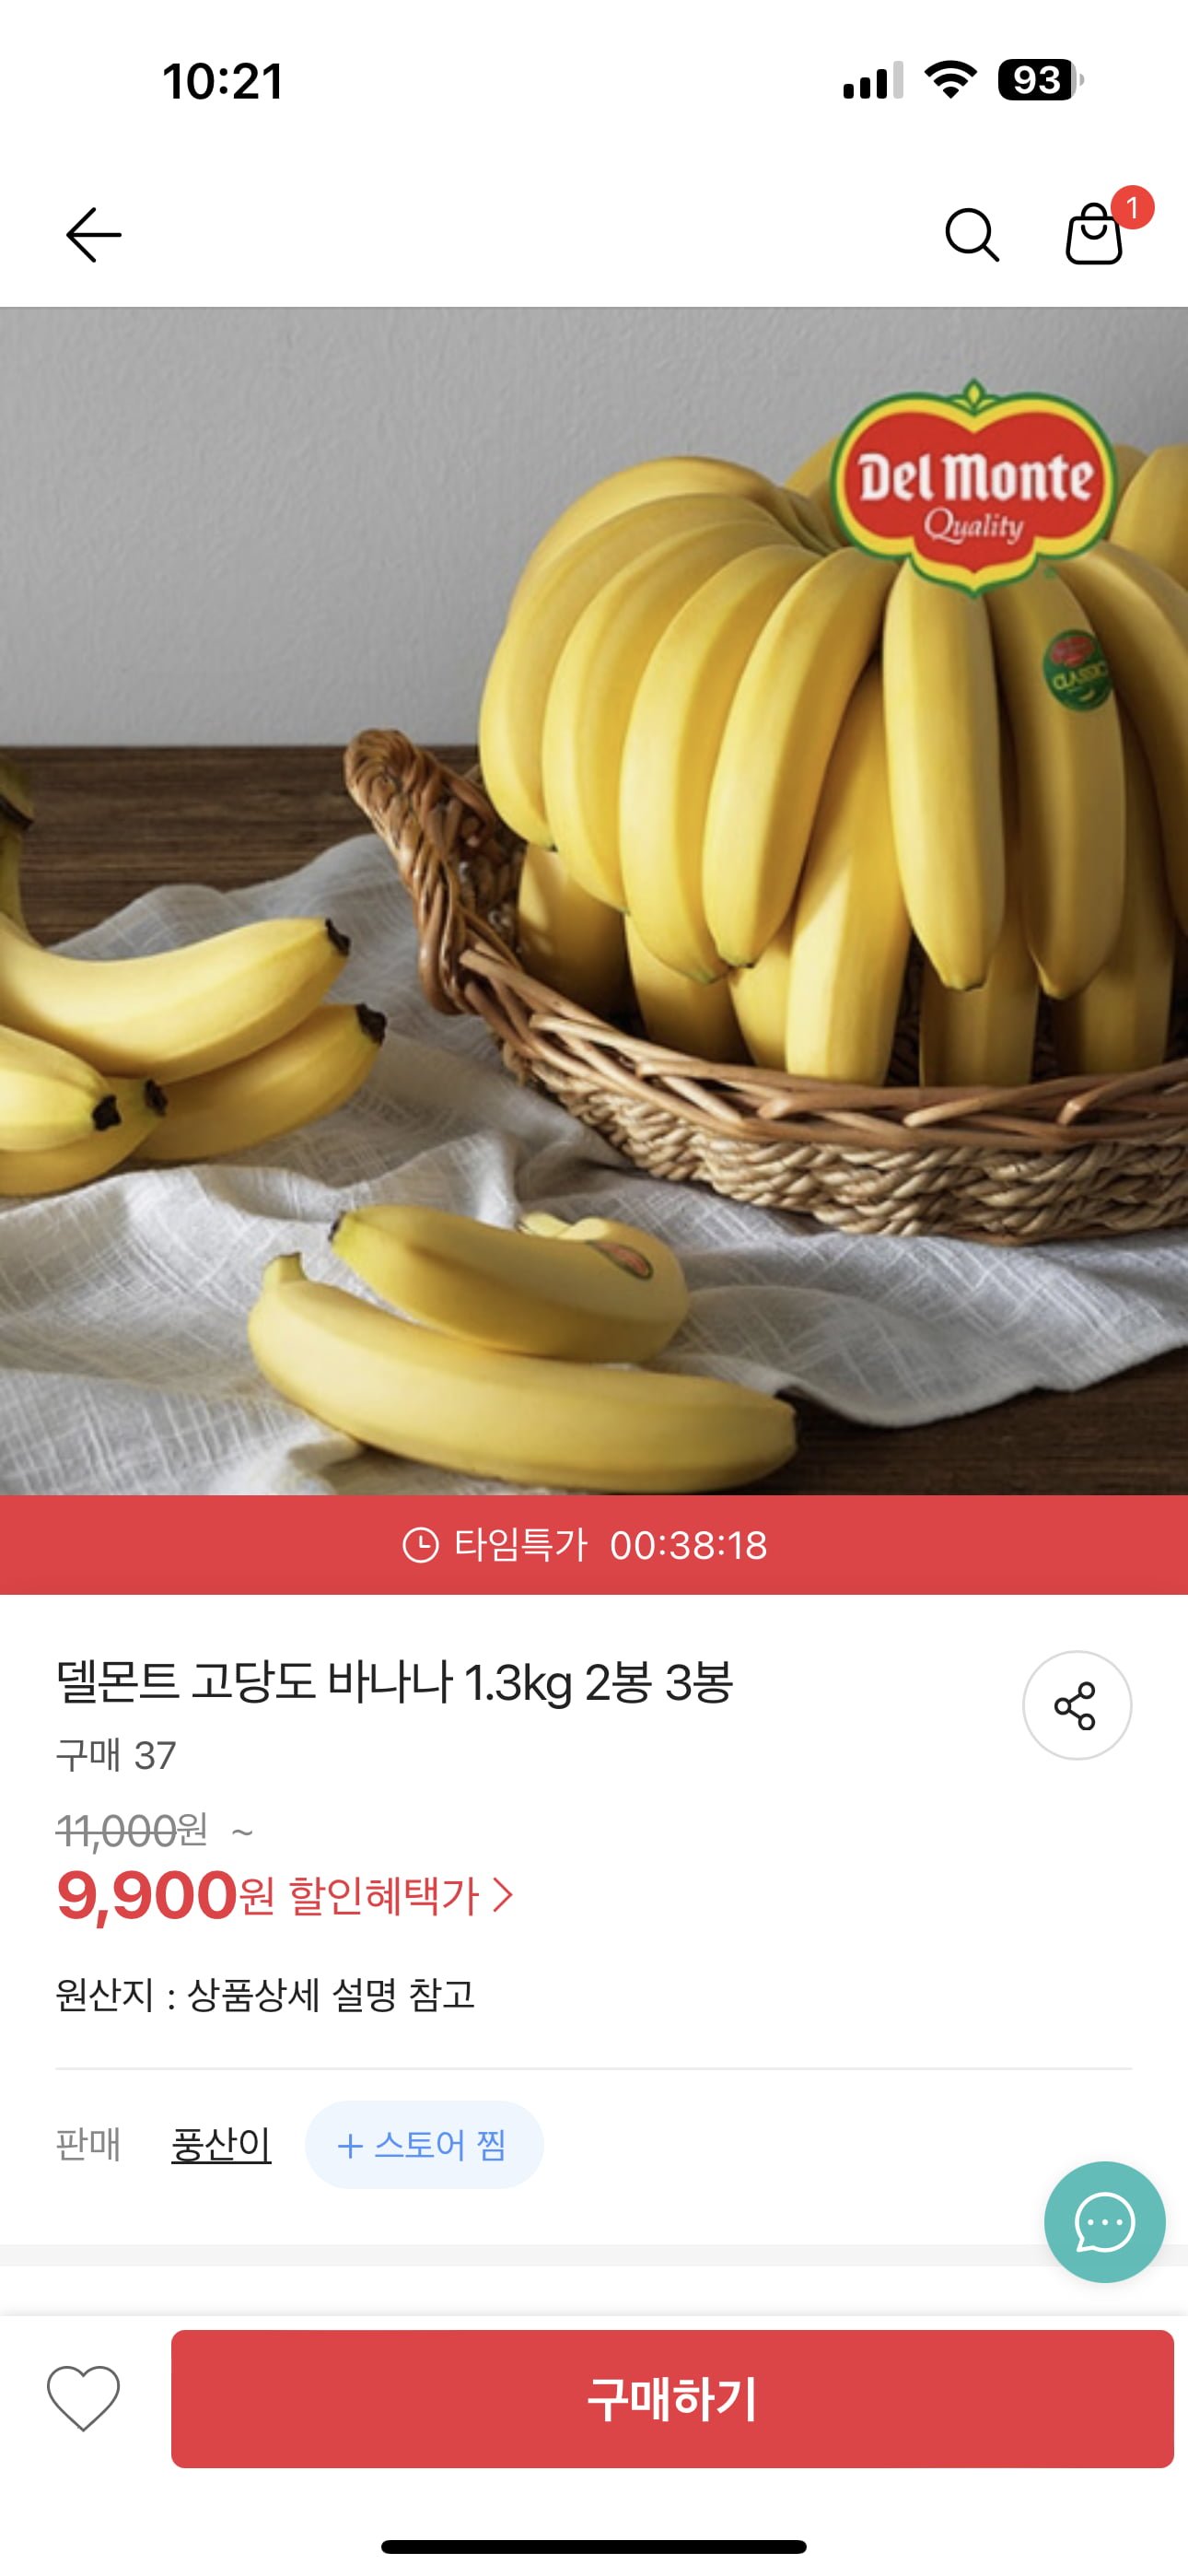 10:21
93
1
Del Monte
Quality
CLASSIC
타임특가 00:38:18
델몬트 고당도 바나나 1.3kg 2봉 3봉
구매 37
11,000원 ~
9,900원 할인혜택가 >
원산지 : 상품상세 설명 참고
판매 풍산이 + 스토어 찜
구매하기